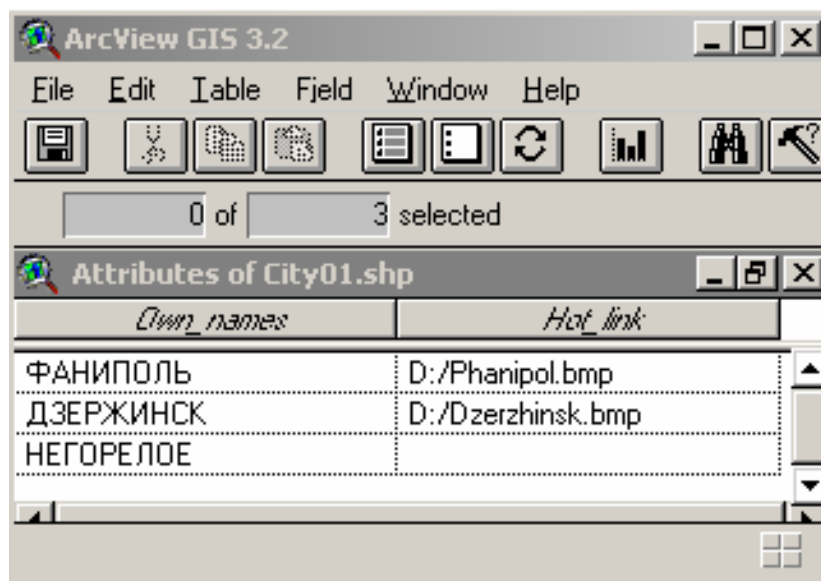 ArcView GIS 3.2
File Edit Table Field Window Help
0 of 3 selected
Attributes of City01.shp
Own_names Hot_link
ФАНИПОЛЬ D:/Phanipol.bmp
ДЗЕРЖИНСК D:/Dzerzhinsk.bmp
НЕГОРЕЛОЕ